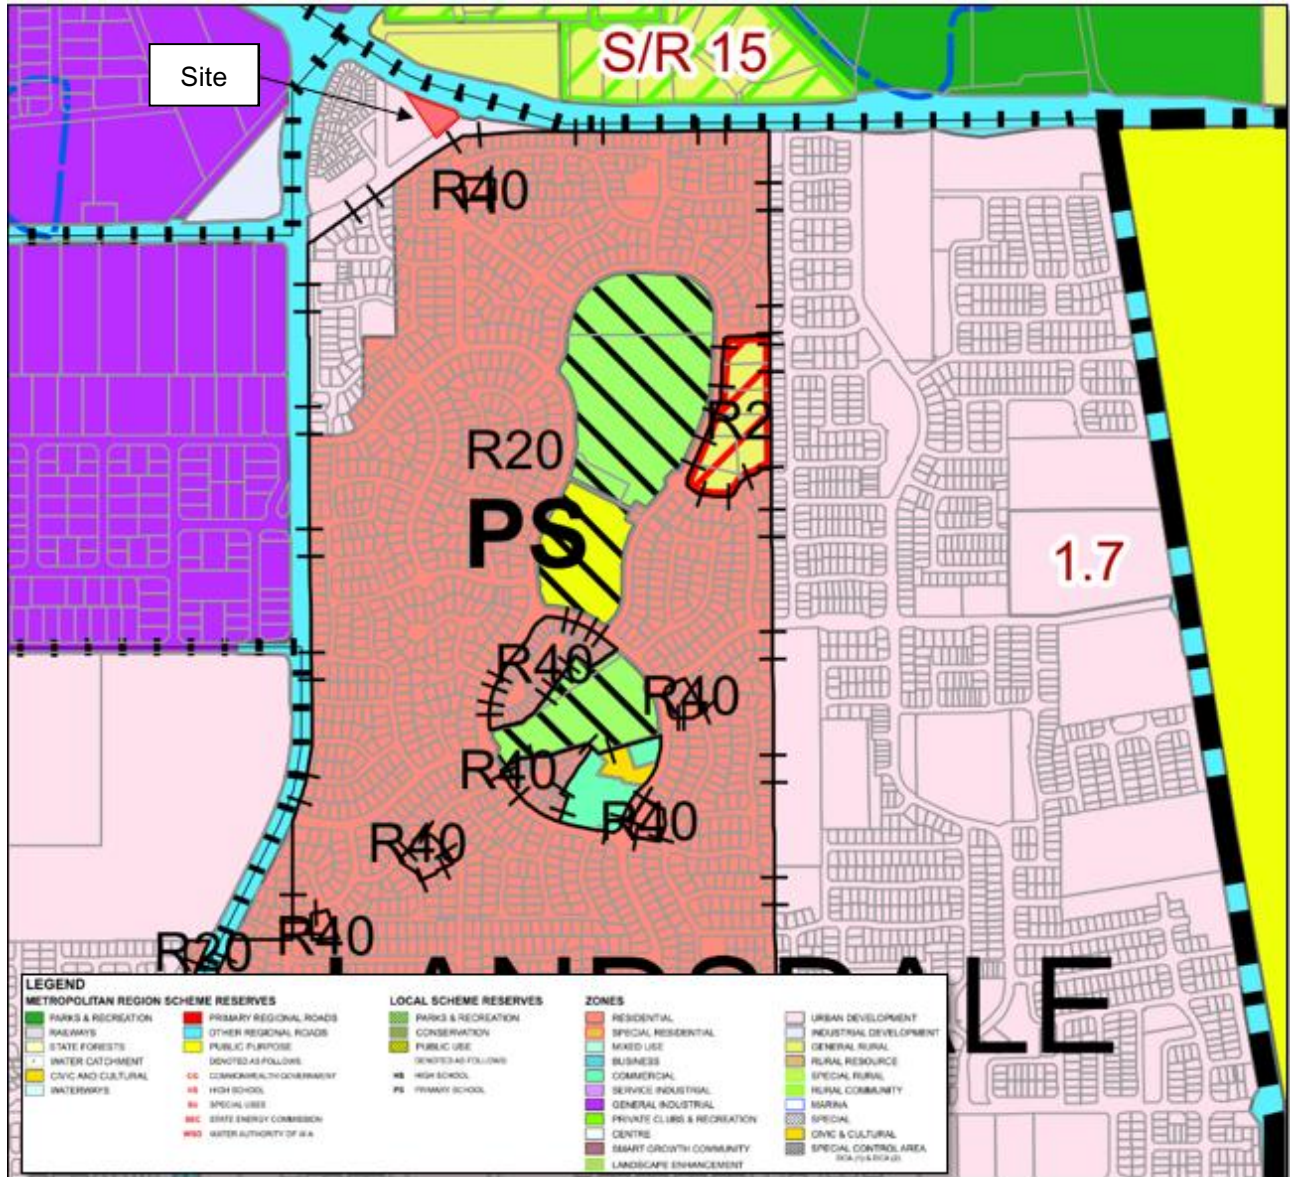 S/R 15
Site
R40
R20
R2
PS
1.7
R40
R40
R40
R40
R40
R20
R40
LANDSDALE
LEGEND
METROPOLITAN REGION SCHEME RESERVES
PARKS & RECREATION
RAILWAYS
STATE FORESTS
WATER CATCHMENT
CIVIC AND CULTURAL
WATERWAYS
PRIMARY REGIONAL ROADS
OTHER REGIONAL ROADS
PUBLIC PURPOSE
DENOTED AS FOLLOWS
CG COMMONWEALTH GOVERNMENT
HS HIGH SCHOOL
SU SPECIAL USES
SEC STATE ENERGY COMMISSION
WSD WATER AUTHORITY OF W.A.
LOCAL SCHEME RESERVES
PARKS & RECREATION
CONSERVATION
PUBLIC USE
DENOTED AS FOLLOWS
HS HIGH SCHOOL
PS PRIMARY SCHOOL
ZONES
RESIDENTIAL
SPECIAL RESIDENTIAL
MIXED USE
BUSINESS
COMMERCIAL
SERVICE INDUSTRIAL
GENERAL INDUSTRIAL
PRIVATE CLUBS & RECREATION
CENTRE
SMART GROWTH COMMUNITY
LANDSCAPE ENHANCEMENT
URBAN DEVELOPMENT
INDUSTRIAL DEVELOPMENT
GENERAL RURAL
RURAL RESOURCE
SPECIAL RURAL
RURAL COMMUNITY
MARINA
SPECIAL
CIVIC & CULTURAL
SPECIAL CONTROL AREA